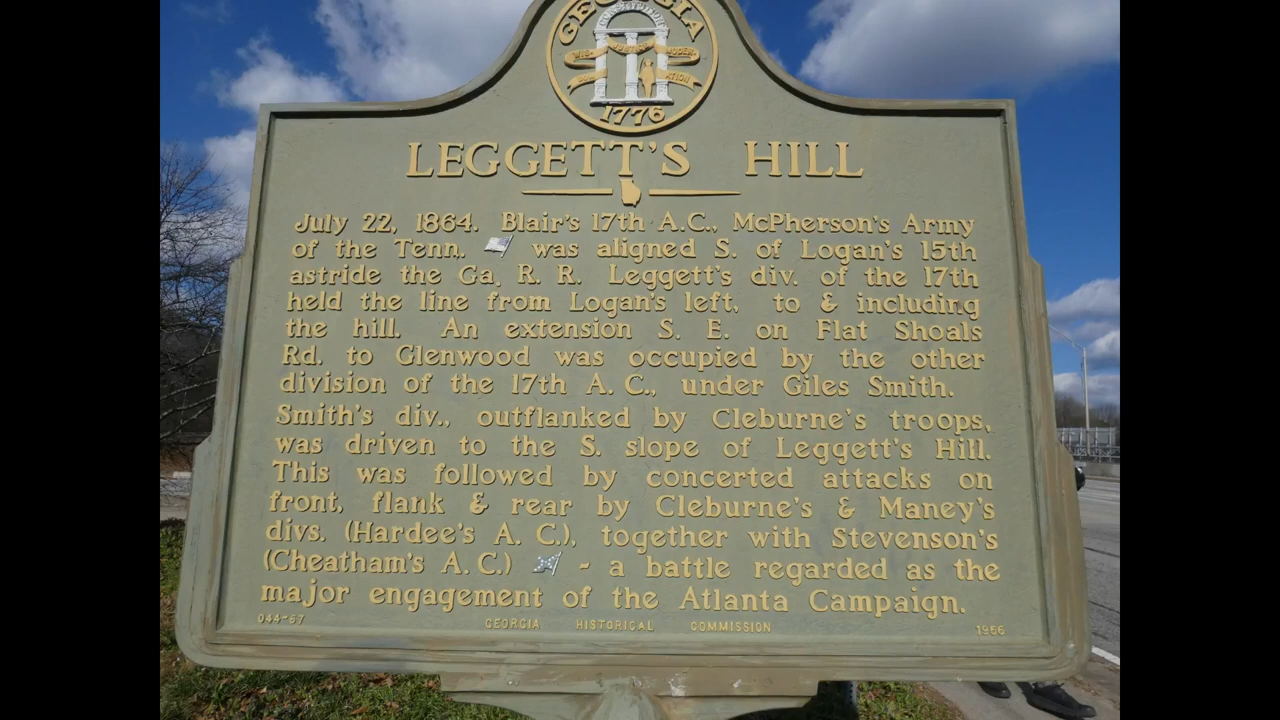 GEORGIA
CONSTITUTION
WISDOM JUSTICE MODERATION
1776
LEGGETT'S HILL
July 22, 1864. Blair's 17th A.C., McPherson's Army
of the Tenn. was aligned S. of Logan's 15th
astride the Ga. R. R. Leggett's div. of the 17th
held the line from Logan's left, to & including
the hill. An extension S. E. on Flat Shoals
Rd. to Glenwood was occupied by the other
division of the 17th A. C., under Giles Smith.
Smith's div., outflanked by Cleburne's troops,
was driven to the S. slope of Leggett's Hill.
This was followed by concerted attacks on
front, flank & rear by Cleburne's & Maney's
divs. (Hardee's A. C.), together with Stevenson's
(Cheatham's A. C.) - a battle regarded as the
major engagement of the Atlanta Campaign.
044-67 GEORGIA HISTORICAL COMMISSION 1956